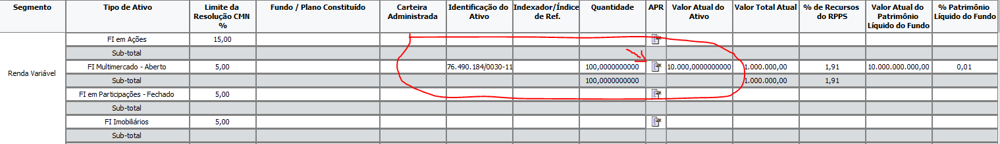 Segmento Tipo de Ativo Limite da Resolução CMN % Fundo / Plano Constituído Carteira Administrada Identificação do Ativo Indexador/Índice de Ref. Quantidade APR Valor Atual do Ativo Valor Total Atual % de Recursos do RPPS Valor Atual do Patrimônio Líquido do Fundo % Patrimônio Líquido do Fundo
FI em Ações 15,00
Sub-total
FI Multimercado - Aberto 5,00 76.490.184/0030-11 100,0000000000 10.000,0000000000 1.000.000,00 1,91 10.000.000.000,00 0,01
Renda Variável
Sub-total 100,0000000000 1.000.000,00 1,91
FI em Participações - Fechado 5,00
Sub-total
FI Imobiliários 5,00
Sub-total